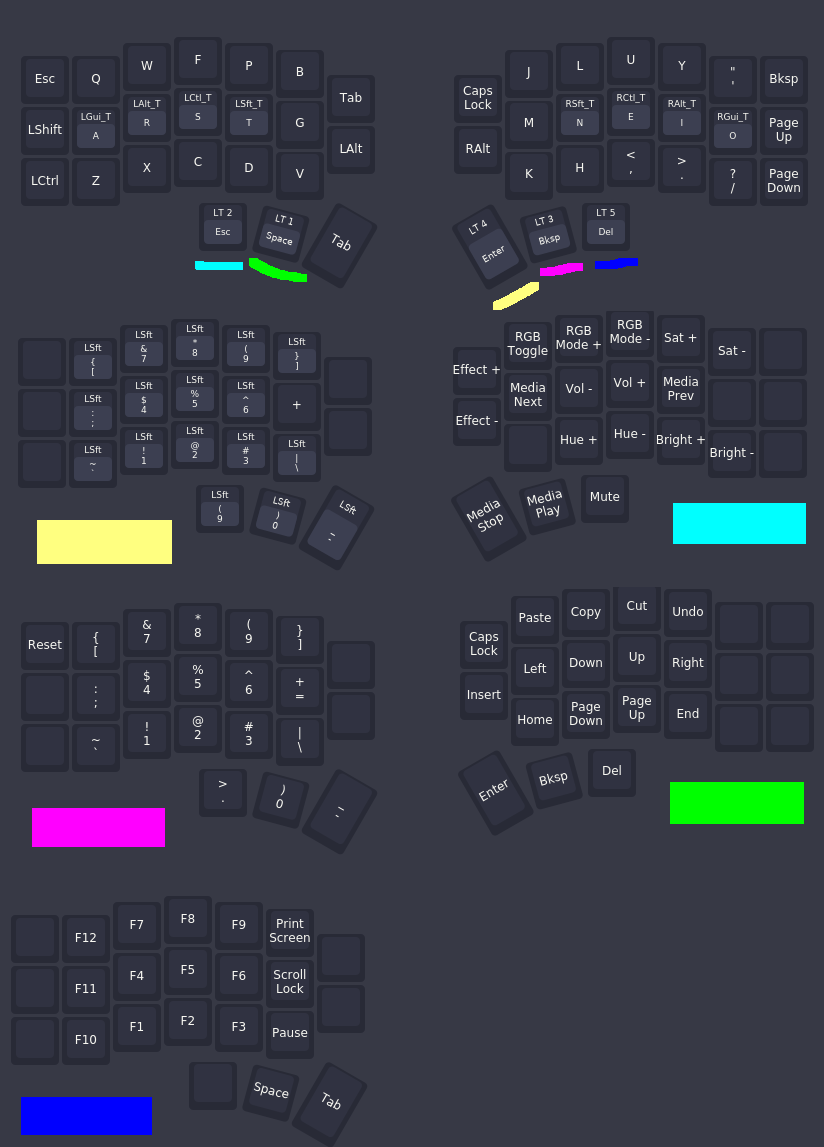 Esc Q W F P B Tab
LShift LGui_T A LAlt_T R LCtl_T S LSft_T T G LAlt
LCtrl Z X C D V
LT 2 Esc LT 1 Space Tab
Caps Lock J L U Y " ' Bksp
RAlt M RSft_T N RCtl_T E RAlt_T I RGui_T O Page Up
K H < , > . ? / Page Down
LT 4 Enter LT 3 Bksp LT 5 Del
LSft { [ LSft & 7 LSft * 8 LSft ( 9 LSft } ]
LSft : ; LSft $ 4 LSft % 5 LSft ^ 6 +
LSft ~ ` LSft ! 1 LSft @ 2 LSft # 3 LSft | \
LSft ( 9 LSft ) 0 LSft _ -
Effect + RGB Toggle RGB Mode + RGB Mode - Sat + Sat -
Effect - Media Next Vol - Vol + Media Prev
Hue + Hue - Bright + Bright -
Media Stop Media Play Mute
Reset { [ & 7 * 8 ( 9 } ]
: ; $ 4 % 5 ^ 6 + =
~ ` ! 1 @ 2 # 3 | \
> . ) 0 _ -
Caps Lock Paste Copy Cut Undo
Insert Left Down Up Right
Home Page Down Page Up End
Enter Bksp Del
F12 F7 F8 F9 Print Screen
F11 F4 F5 F6 Scroll Lock
F10 F1 F2 F3 Pause
Space Tab